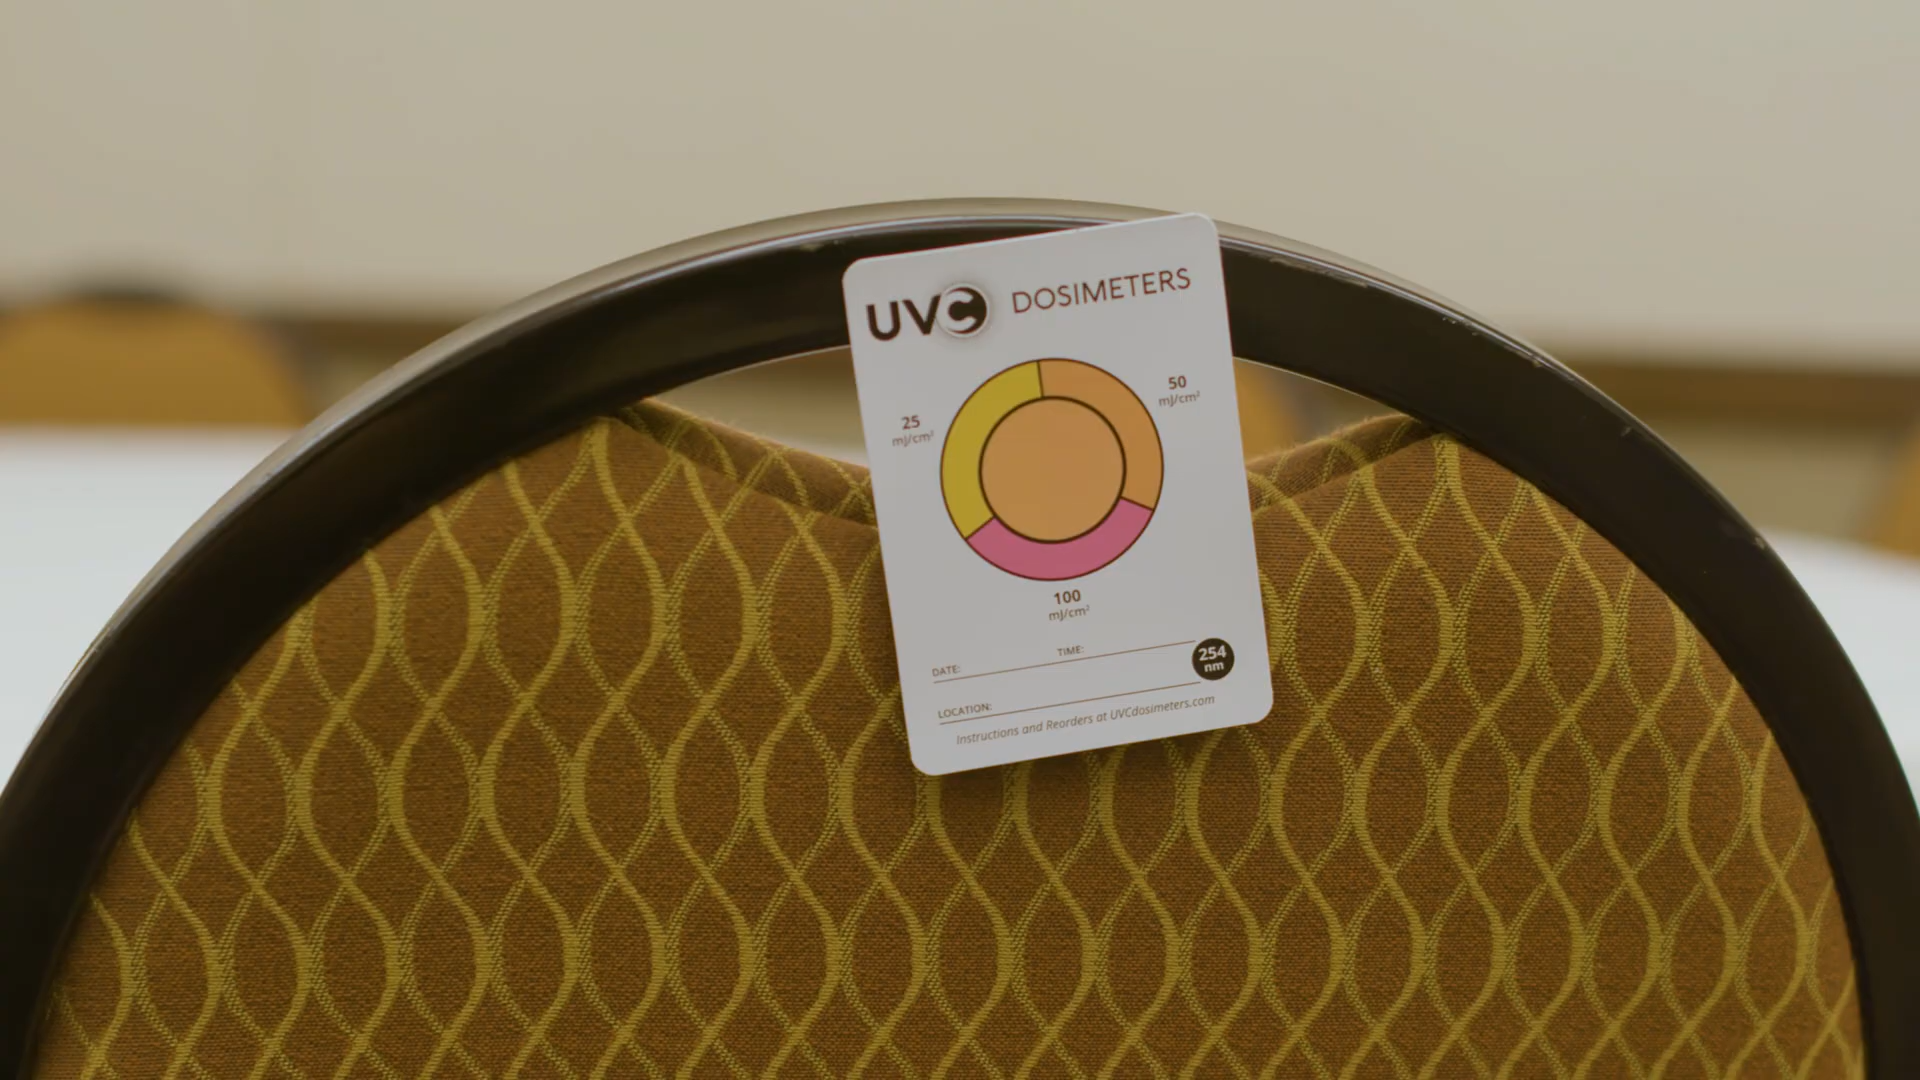 UVC DOSIMETERS
25
mJ/cm²
50
mJ/cm²
100
mJ/cm²
DATE: TIME:
254
nm
LOCATION:
Instructions and Reorders at UVCdosimeters.com